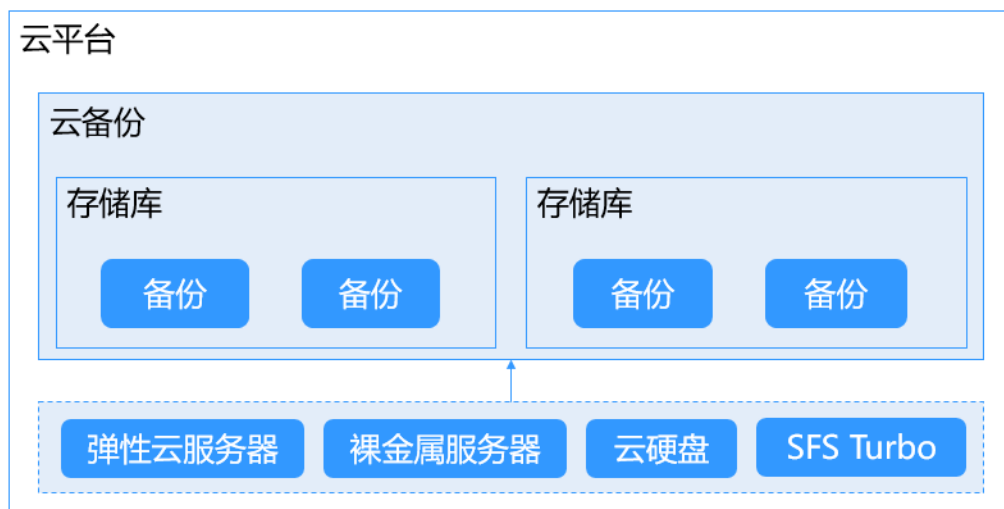 云平台
云备份
存储库
存储库
备份
备份
备份
备份
弹性云服务器
裸金属服务器
云硬盘
SFS Turbo